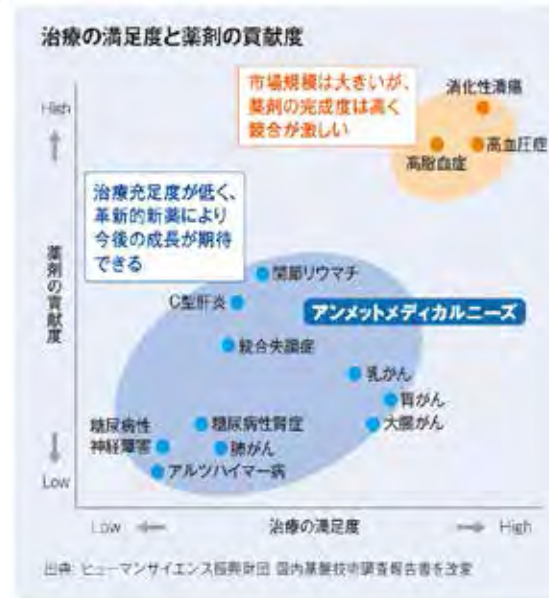 治療の満足度と薬剤の貢献度
High
市場規模は大きいが、
薬剤の完成度は高く
競合が激しい
消化性潰瘍
高血圧症
高脂血症
治療充足度が低く、
革新的新薬により
今後の成長が期待
できる
薬剤の貢献度
関節リウマチ
C型肝炎
アンメットメディカルニーズ
統合失調症
乳がん
胃がん
大腸がん
糖尿病性
神経障害
糖尿病性腎症
肺がん
アルツハイマー病
Low
Low
治療の満足度
High
出典: ヒューマンサイエンス振興財団 国内基盤技術調査報告書を改変